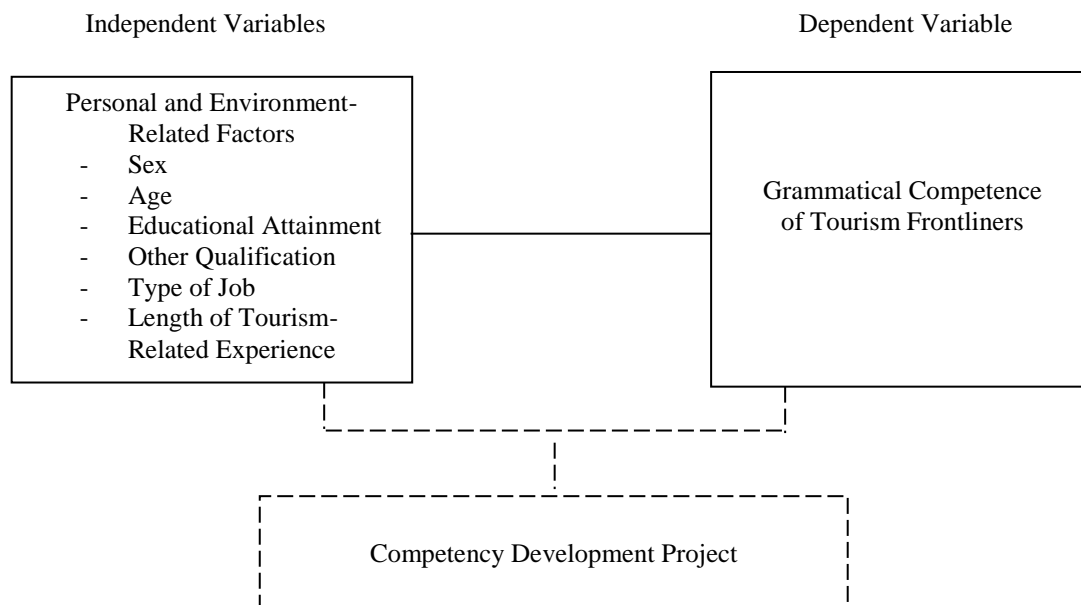 Independent Variables
Dependent Variable
Personal and Environment-
Related Factors
- Sex
- Age
- Educational Attainment
- Other Qualification
- Type of Job
- Length of Tourism-
Related Experience
Grammatical Competence
of Tourism Frontliners
Competency Development Project